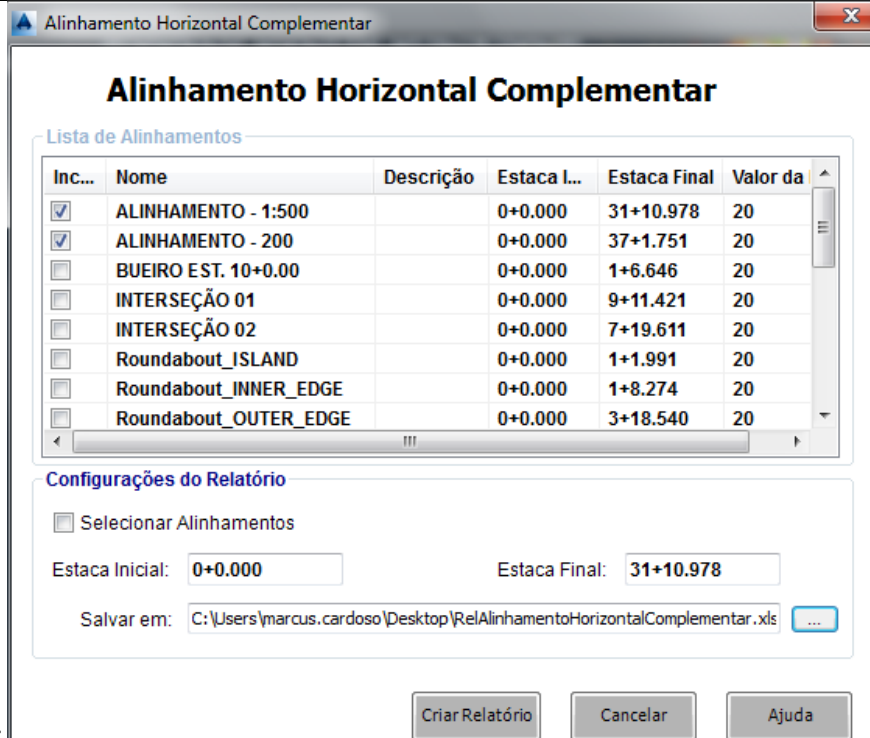 Alinhamento Horizontal Complementar
Alinhamento Horizontal Complementar
Lista de Alinhamentos
Inc... Nome Descrição Estaca I... Estaca Final Valor da
ALINHAMENTO - 1:500 0+0.000 31+10.978 20
ALINHAMENTO - 200 0+0.000 37+1.751 20
BUEIRO EST. 10+0.00 0+0.000 1+6.646 20
INTERSEÇÃO 01 0+0.000 9+11.421 20
INTERSEÇÃO 02 0+0.000 7+19.611 20
Roundabout_ISLAND 0+0.000 1+1.991 20
Roundabout_INNER_EDGE 0+0.000 1+8.274 20
Roundabout_OUTER_EDGE 0+0.000 3+18.540 20
Configurações do Relatório
Selecionar Alinhamentos
Estaca Inicial: 0+0.000 Estaca Final: 31+10.978
Salvar em: C:\Users\marcus.cardoso\Desktop\RelAlinhamentoHorizontalComplementar.xls ...
Criar Relatório Cancelar Ajuda